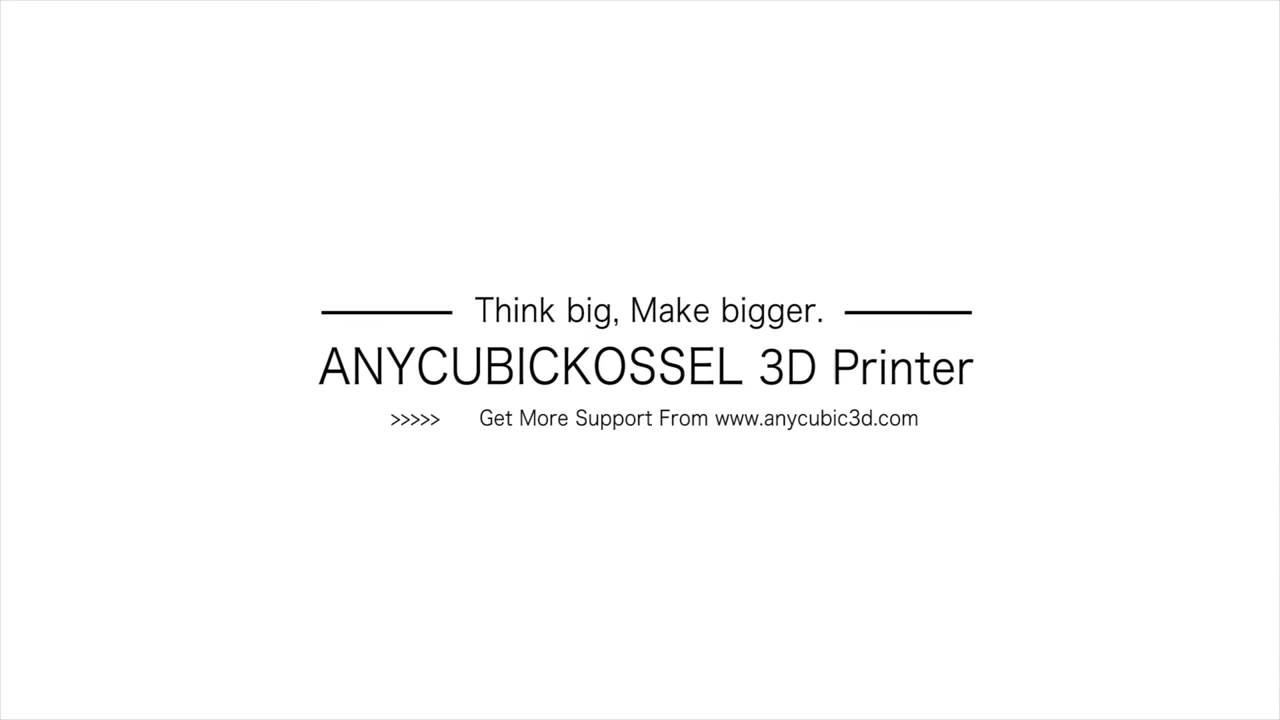 Think big, Make bigger.
ANYCUBICKOSSEL 3D Printer
>>>>> Get More Support From www.anycubic3d.com